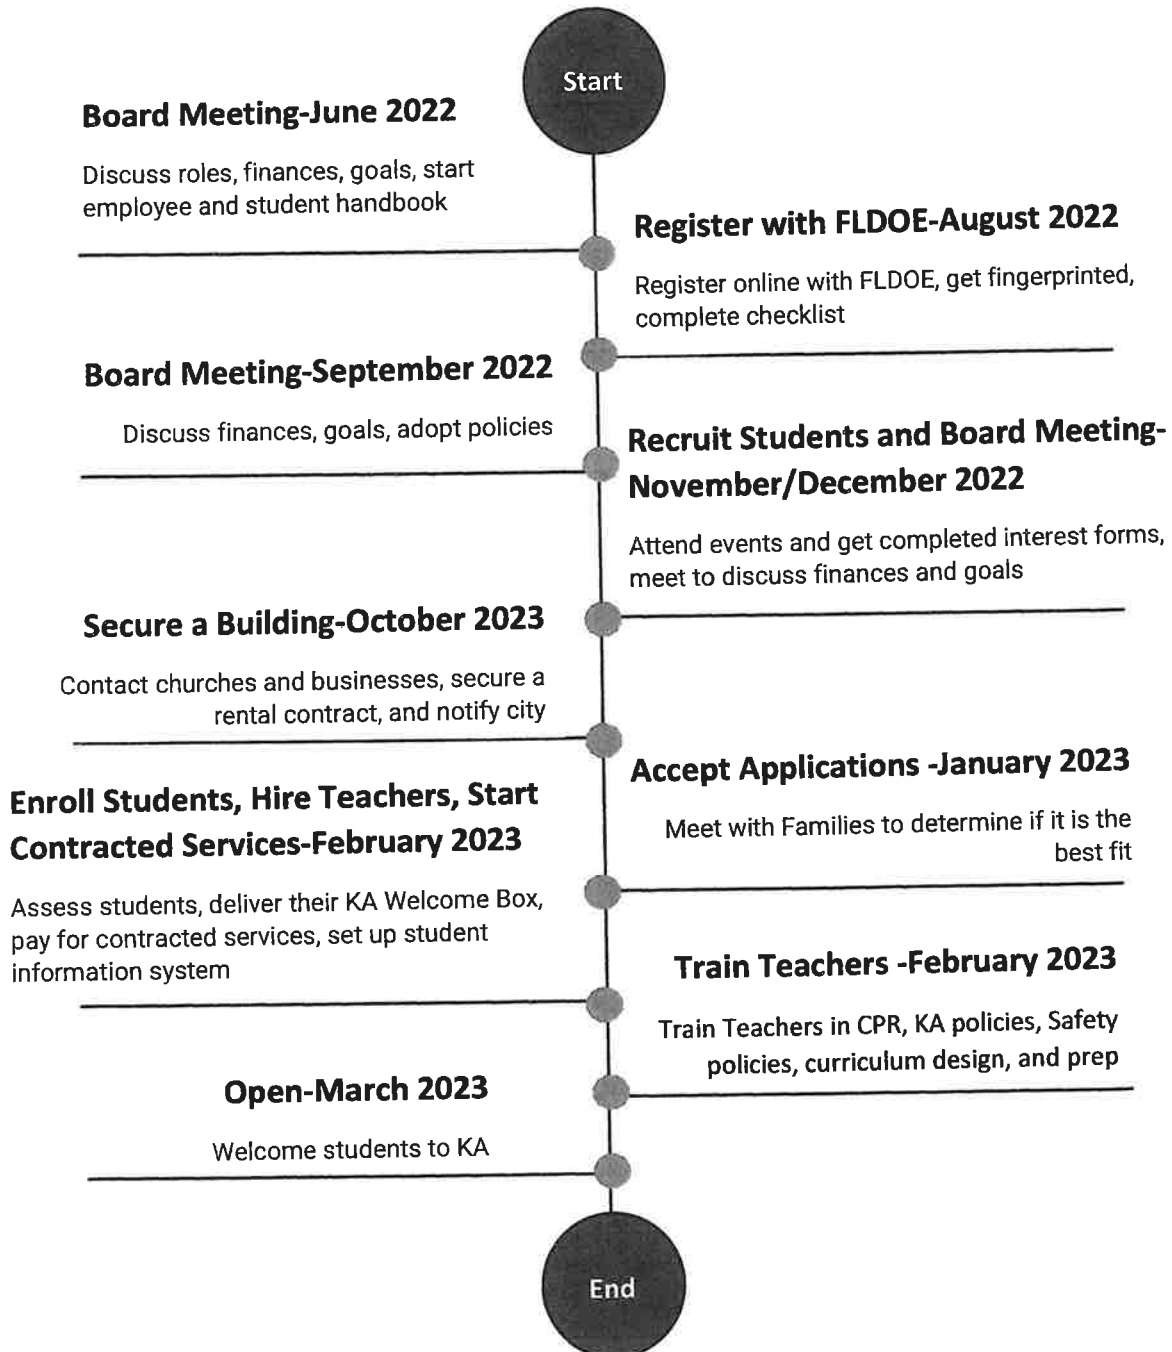 Start
Board Meeting-June 2022
Discuss roles, finances, goals, start
employee and student handbook
Register with FLDOE-August 2022
Register online with FLDOE, get fingerprinted,
complete checklist
Board Meeting-September 2022
Discuss finances, goals, adopt policies
Recruit Students and Board Meeting-
November/December 2022
Attend events and get completed interest forms,
meet to discuss finances and goals
Secure a Building-October 2023
Contact churches and businesses, secure a
rental contract, and notify city
Accept Applications -January 2023
Meet with Families to determine if it is the
best fit
Enroll Students, Hire Teachers, Start
Contracted Services-February 2023
Assess students, deliver their KA Welcome Box,
pay for contracted services, set up student
information system
Train Teachers -February 2023
Train Teachers in CPR, KA policies, Safety
policies, curriculum design, and prep
Open-March 2023
Welcome students to KA
End